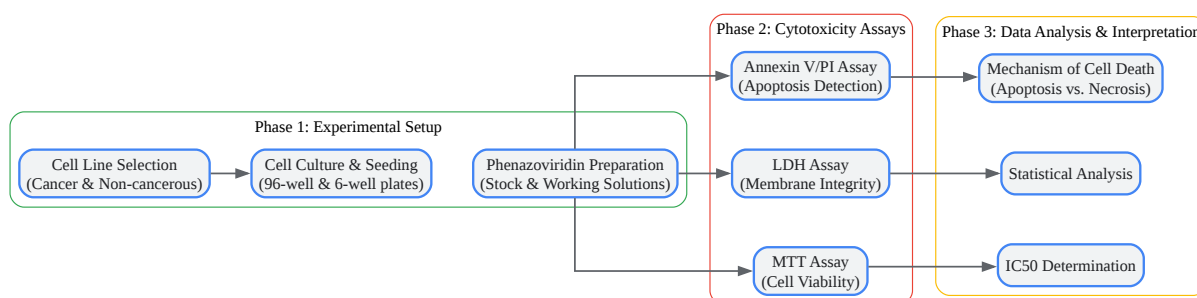 Phase 1: Experimental Setup
Cell Line Selection
(Cancer & Non-cancerous)
Cell Culture & Seeding
(96-well & 6-well plates)
Phenazoviridin Preparation
(Stock & Working Solutions)
Phase 2: Cytotoxicity Assays
Annexin V/PI Assay
(Apoptosis Detection)
LDH Assay
(Membrane Integrity)
MTT Assay
(Cell Viability)
Phase 3: Data Analysis & Interpretation
Mechanism of Cell Death
(Apoptosis vs. Necrosis)
Statistical Analysis
IC50 Determination